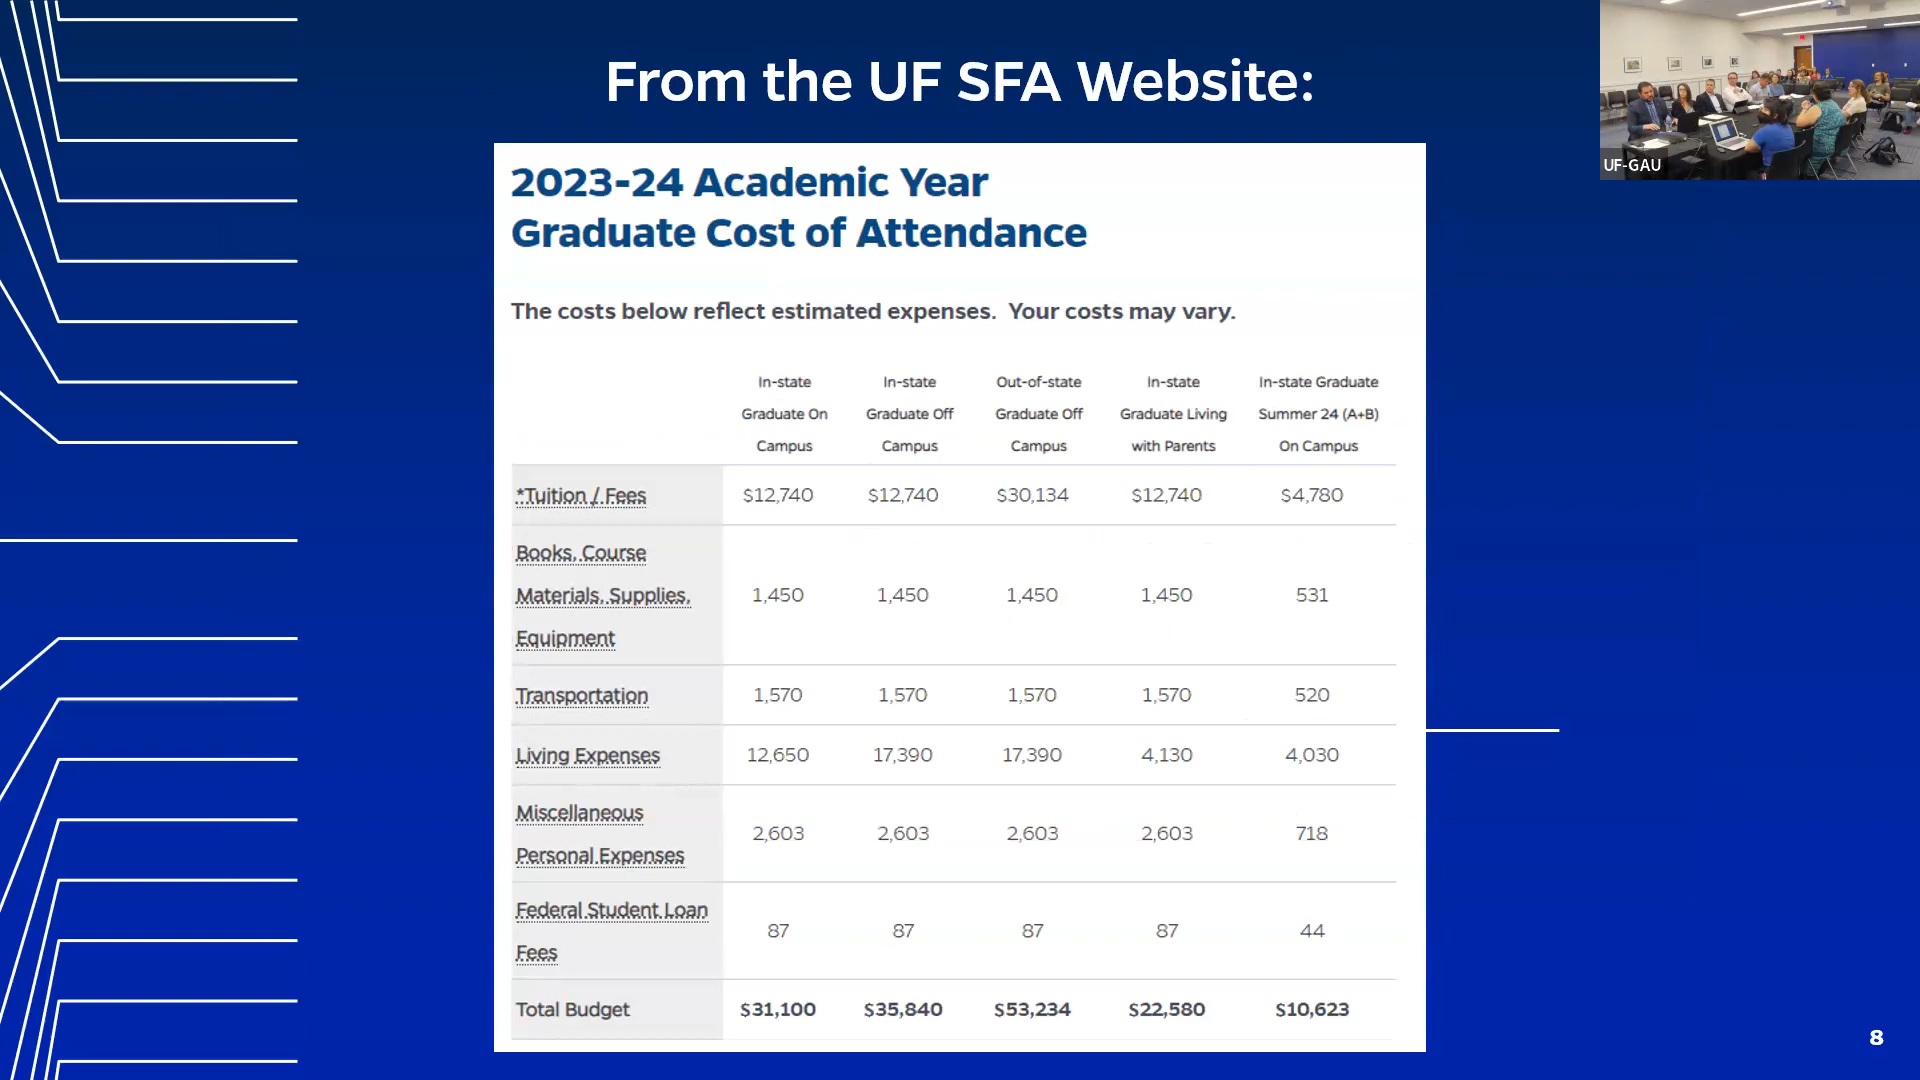 From the UF SFA Website:
UF-GAU
2023-24 Academic Year
Graduate Cost of Attendance
The costs below reflect estimated expenses.  Your costs may vary.
In-state Graduate On Campus
In-state Graduate Off Campus
Out-of-state Graduate Off Campus
In-state Graduate Living with Parents
In-state Graduate Summer 24 (A+B) On Campus
*Tuition / Fees $12,740 $12,740 $30,134 $12,740 $4,780
Books, Course Materials, Supplies, Equipment 1,450 1,450 1,450 1,450 531
Transportation 1,570 1,570 1,570 1,570 520
Living Expenses 12,650 17,390 17,390 4,130 4,030
Miscellaneous Personal Expenses 2,603 2,603 2,603 2,603 718
Federal Student Loan Fees 87 87 87 87 44
Total Budget $31,100 $35,840 $53,234 $22,580 $10,623
8